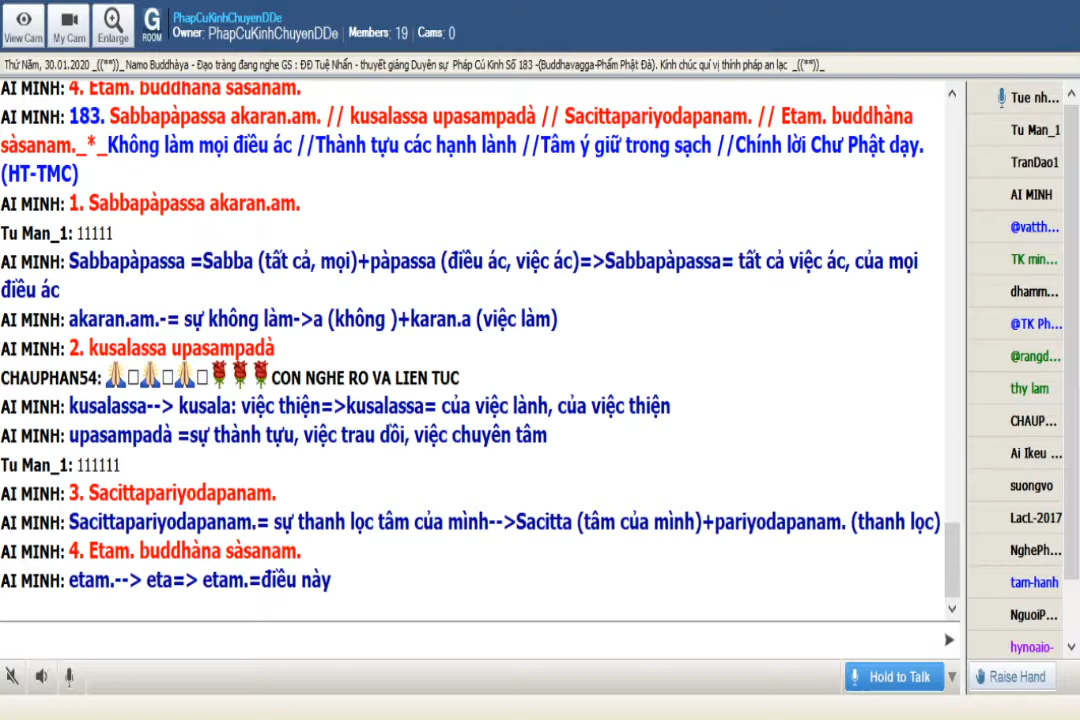 View Cam
My Cam
Enlarge
G
ROOM
PhapCuKinhChuyenDDe
Owner: PhapCuKinhChuyenDDe | Members: 19 | Cams: 0
Thứ Năm, 30.01.2020 _((**))_ Namo Buddhàya - Đạo tràng đang nghe GS : ĐĐ Tuệ Nhẫn - thuyết giảng Duyên sự Pháp Cú Kinh Số 183 -(Buddhavagga-Phẩm Phật Đà). Kính chúc quí vị thính pháp an lạc _((**))_
AI MINH: 4. Etam. buddhàna sàsanam.
AI MINH: 183. Sabbapàpassa akaran.am. // kusalassa upasampadà // Sacittapariyodapanam. // Etam. buddhàna
sàsanam._*_Không làm mọi điều ác //Thành tựu các hạnh lành //Tâm ý giữ trong sạch //Chính lời Chư Phật dạy.
(HT-TMC)
AI MINH: 1. Sabbapàpassa akaran.am.
Tu Man_1: 11111
AI MINH: Sabbapàpassa =Sabba (tất cả, mọi)+pàpassa (điều ác, việc ác)=>Sabbapàpassa= tất cả việc ác, của mọi
điều ác
AI MINH: akaran.am.-= sự không làm->a (không )+karan.a (việc làm)
AI MINH: 2. kusalassa upasampadà
CHAUPHAN54: 🙏□🙏□🙏□🌹🌹🌹 CON NGHE RO VA LIEN TUC
AI MINH: kusalassa--> kusala: việc thiện=>kusalassa= của việc lành, của việc thiện
AI MINH: upasampadà =sự thành tựu, việc trau dồi, việc chuyên tâm
Tu Man_1: 111111
AI MINH: 3. Sacittapariyodapanam.
AI MINH: Sacittapariyodapanam.= sự thanh lọc tâm của mình-->Sacitta (tâm của mình)+pariyodapanam. (thanh lọc)
AI MINH: 4. Etam. buddhàna sàsanam.
AI MINH: etam.--> eta=> etam.=điều này
Tue nh...
Tu Man_1
TranDao1
AI MINH
@vatth...
TK min...
dhamm...
@TK Ph...
@rangd...
thy lam
CHAUP...
Ai Ikeu ...
suongvo
LacL-2017
NghePh...
tam-hanh
NguoiP...
hynoaio-
Hold to Talk
Raise Hand